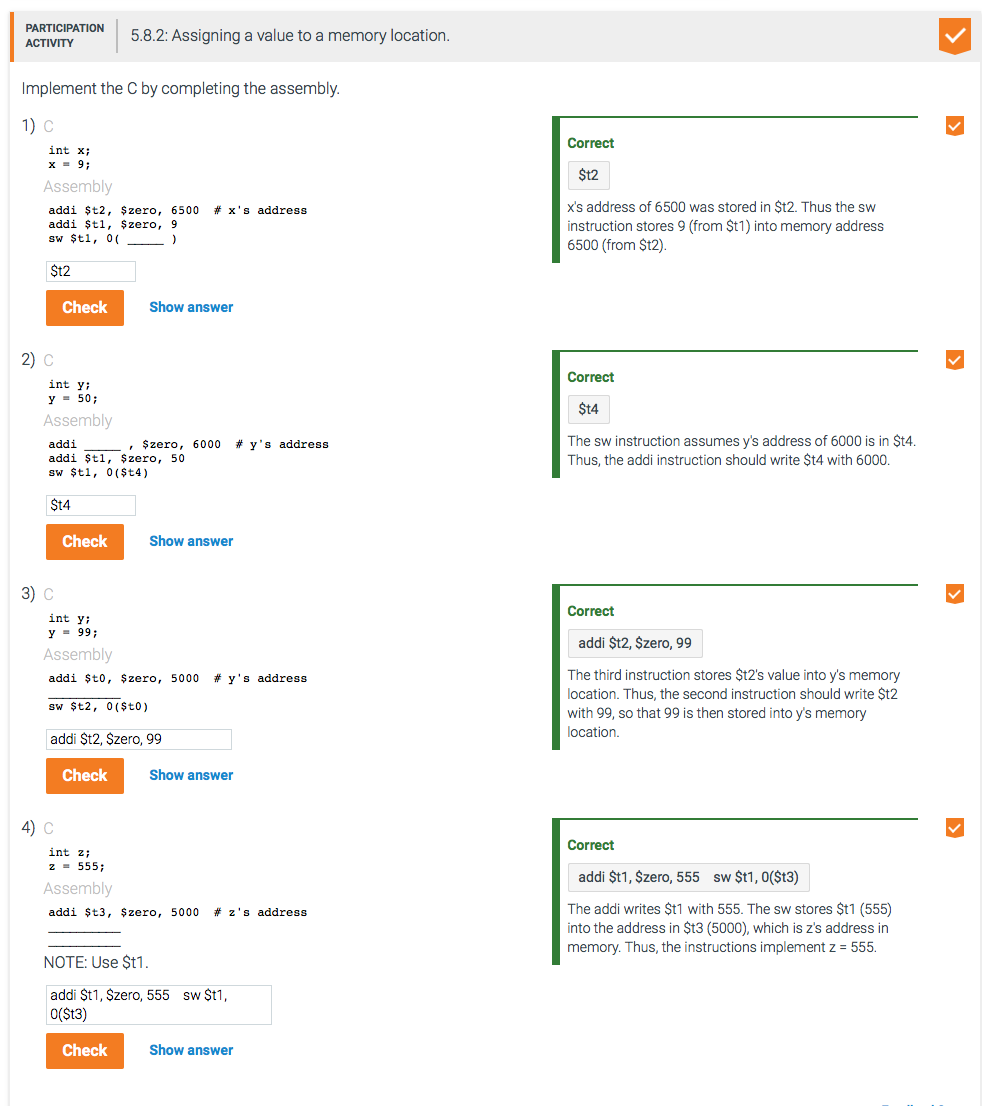 PARTICIPATION
ACTIVITY
5.8.2: Assigning a value to a memory location.
Implement the C by completing the assembly.
1) C
int x;
x = 9;
Assembly
addi $t2, $zero, 6500 # x's address
addi $t1, $zero, 9
sw $t1, 0( _____ )
$t2
Check
Show answer
Correct
$t2
x's address of 6500 was stored in $t2. Thus the sw
instruction stores 9 (from $t1) into memory address
6500 (from $t2).
2) C
int y;
y = 50;
Assembly
addi _____ , $zero, 6000 # y's address
addi $t1, $zero, 50
sw $t1, 0($t4)
$t4
Check
Show answer
Correct
$t4
The sw instruction assumes y's address of 6000 is in $t4.
Thus, the addi instruction should write $t4 with 6000.
3) C
int y;
y = 99;
Assembly
addi $t0, $zero, 5000 # y's address
__________
sw $t2, 0($t0)
addi $t2, $zero, 99
Check
Show answer
Correct
addi $t2, $zero, 99
The third instruction stores $t2's value into y's memory
location. Thus, the second instruction should write $t2
with 99, so that 99 is then stored into y's memory
location.
4) C
int z;
z = 555;
Assembly
addi $t3, $zero, 5000 # z's address
__________
__________
NOTE: Use $t1.
addi $t1, $zero, 555 sw $t1,
0($t3)
Check
Show answer
Correct
addi $t1, $zero, 555 sw $t1, 0($t3)
The addi writes $t1 with 555. The sw stores $t1 (555)
into the address in $t3 (5000), which is z's address in
memory. Thus, the instructions implement z = 555.